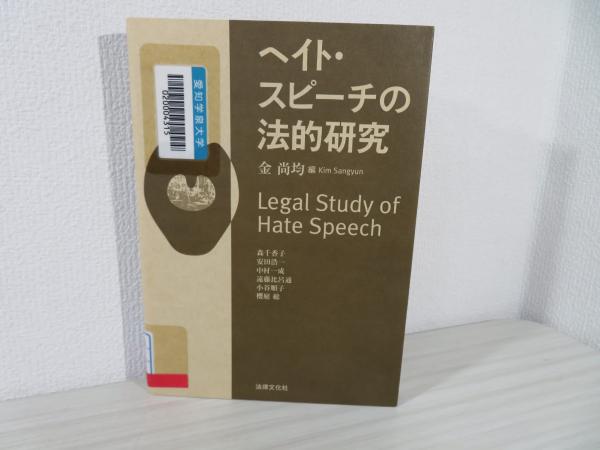 ヘイト・
スピーチの
法的研究
金 尚均 編 Kim Sangyun
Legal Study of
Hate Speech
森千香子
安田浩一
中村一成
遠藤比呂通
小谷順子
櫻庭 総
法律文化社
愛知学泉大学
020004315